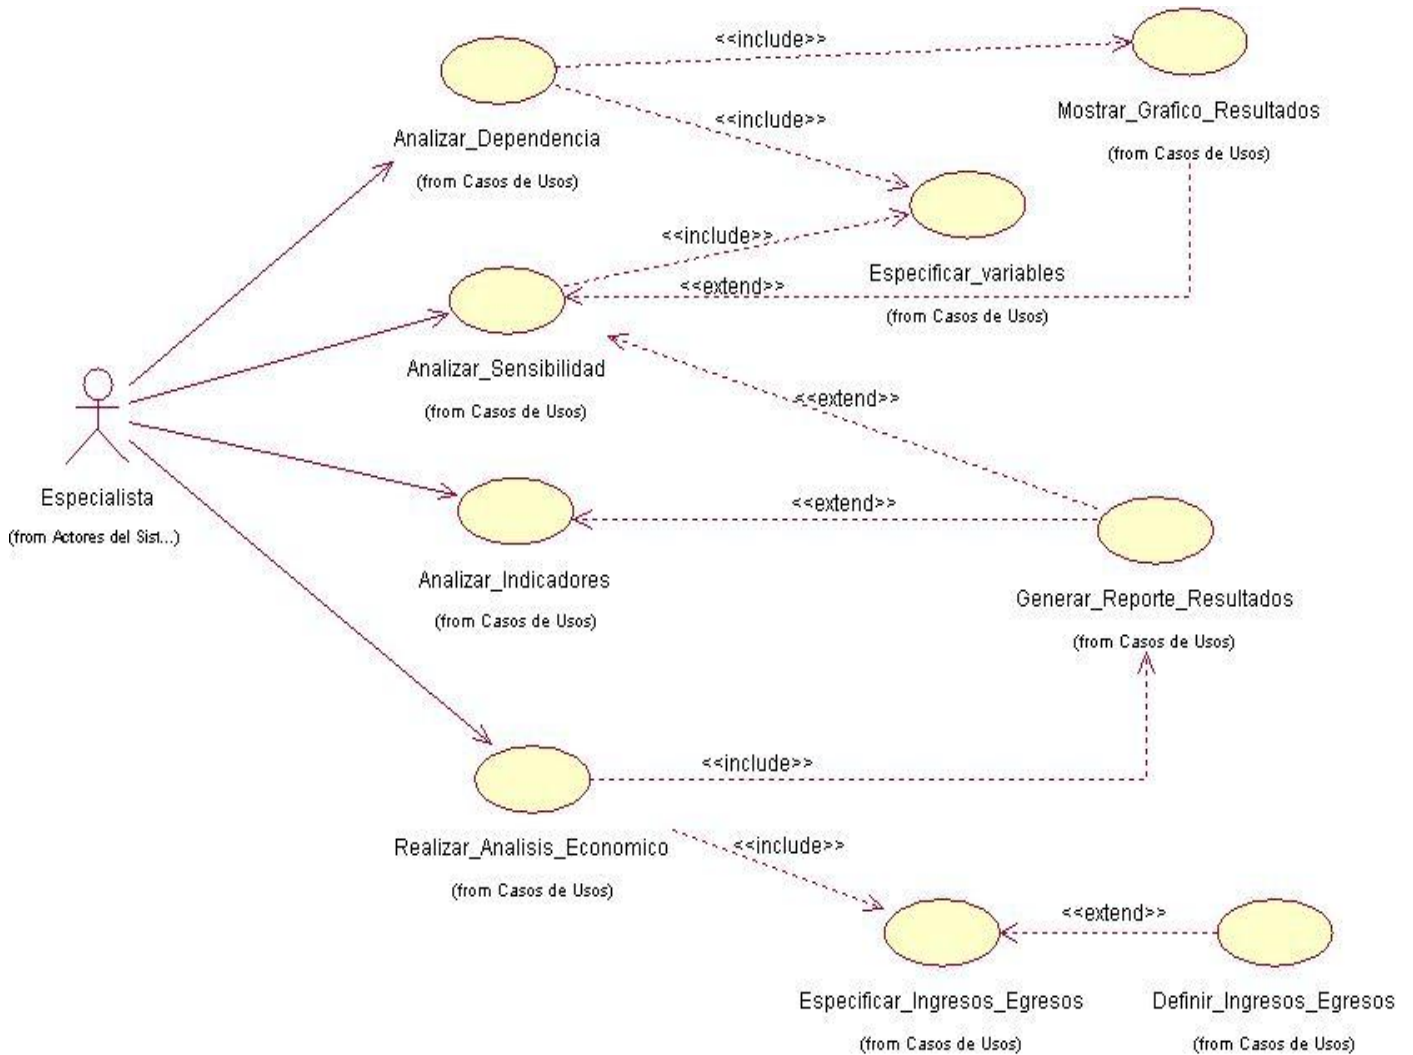 <<include>>
Mostrar_Grafico_Resultados
(from Casos de Usos)
<<include>>
Analizar_Dependencia
(from Casos de Usos)
<<include>>
Especificar_variables
(from Casos de Usos)
<<extend>>
Analizar_Sensibilidad
(from Casos de Usos)
<<extend>>
Especialista
(from Actores del Sist...)
<<extend>>
Analizar_Indicadores
(from Casos de Usos)
Generar_Reporte_Resultados
(from Casos de Usos)
<<include>>
Realizar_Analisis_Economico
(from Casos de Usos)
<<include>>
<<extend>>
Especificar_Ingresos_Egresos
(from Casos de Usos)
Definir_Ingresos_Egresos
(from Casos de Usos)